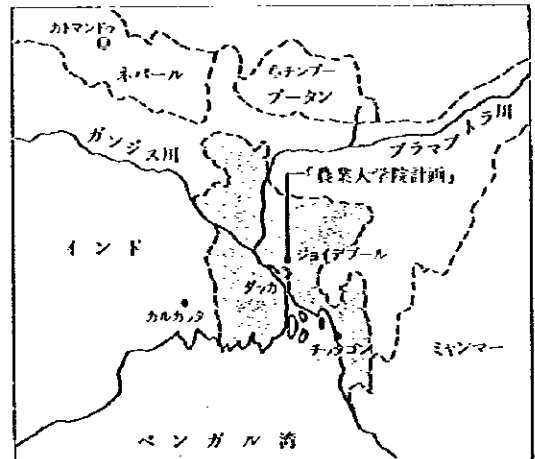 カトマンドゥ
ネパール
ティンプー
ブータン
ガンジス川
ブラマプトラ川
「農業大学院計画」
インド
ジョイデプール
ダッカ
カルカッタ
チッタゴン
ミャンマー
ベンガル湾